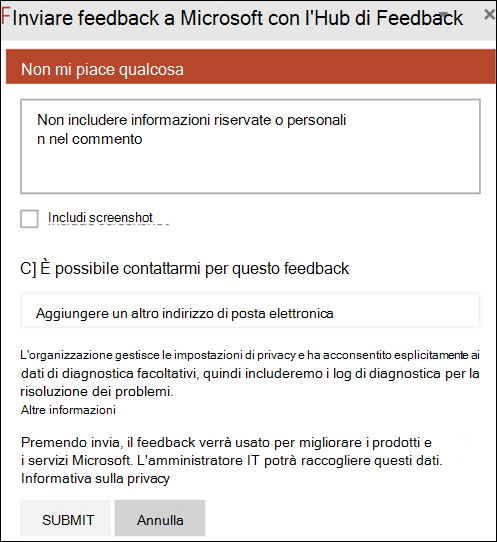 Inviare feedback a Microsoft con l'Hub di Feedback
Non mi piace qualcosa
Non includere informazioni riservate o personali
n nel commento
Includi screenshot
C] È possibile contattarmi per questo feedback
Aggiungere un altro indirizzo di posta elettronica
L'organizzazione gestisce le impostazioni di privacy e ha acconsentito esplicitamente ai
dati di diagnostica facoltativi, quindi includeremo i log di diagnostica per la
risoluzione dei problemi.
Altre informazioni
Premendo invia, il feedback verrà usato per migliorare i prodotti e
i servizi Microsoft. L'amministratore IT potrà raccogliere questi dati.
Informativa sulla privacy
SUBMIT Annulla